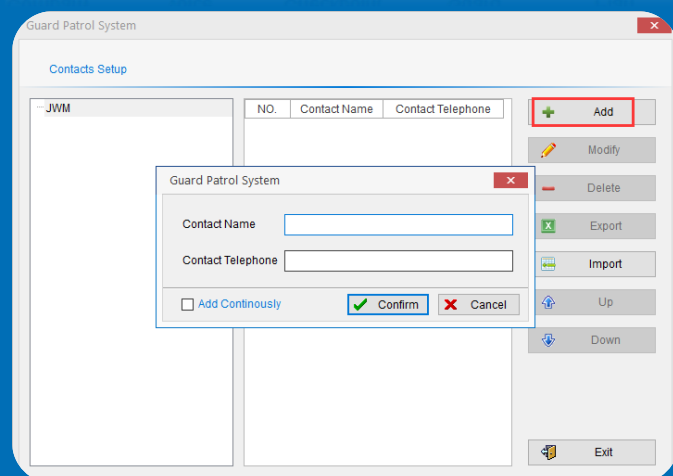 Guard Patrol System
Contacts Setup
JWM
NO. Contact Name Contact Telephone
Add
Modify
Delete
Export
Import
Up
Down
Exit
Guard Patrol System
Contact Name
Contact Telephone
Add Continously
Confirm
Cancel